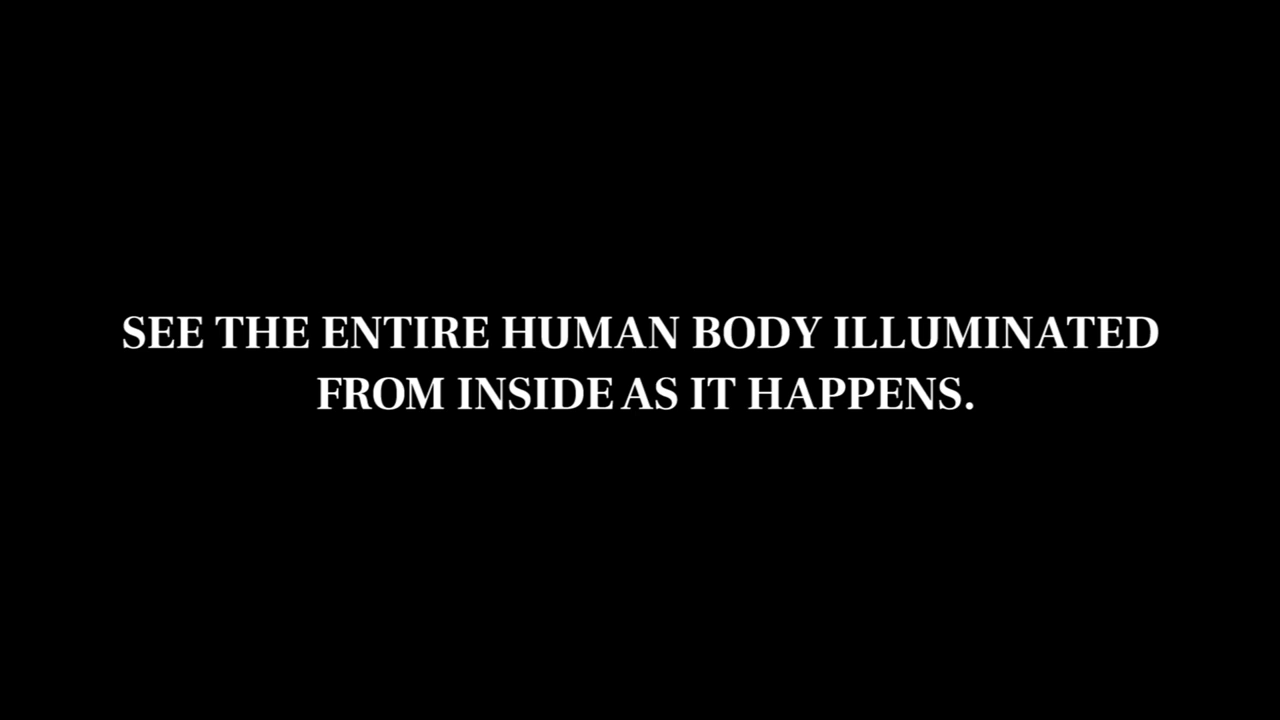 SEE THE ENTIRE HUMAN BODY ILLUMINATED
FROM INSIDE AS IT HAPPENS.